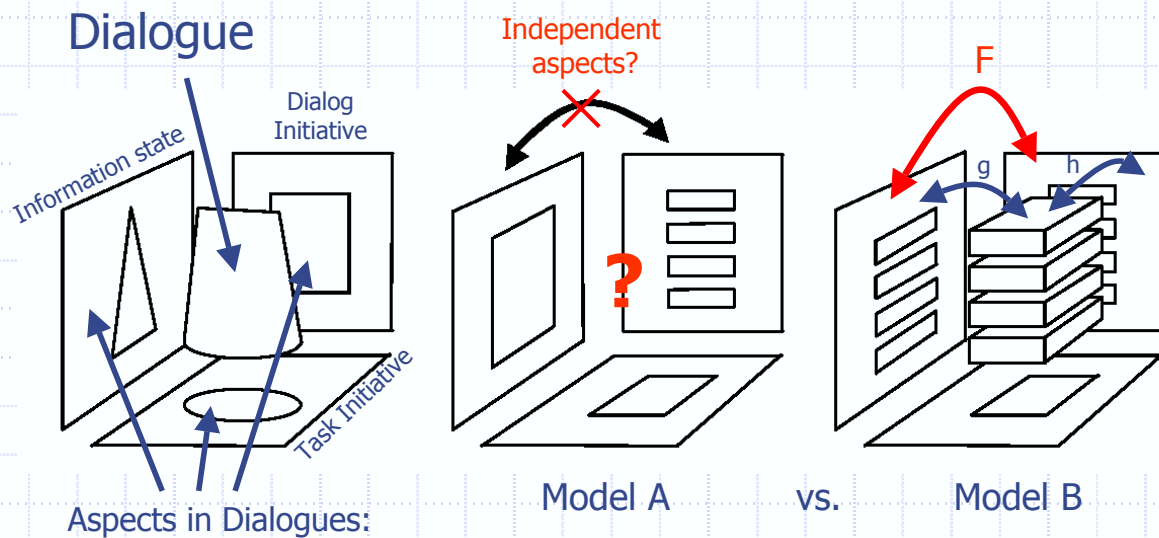 Dialogue
Information state
Dialog
Initiative
Task Initiative
Aspects in Dialogues:
Independent
aspects?
?
Model A
vs.
F
g
h
Model B